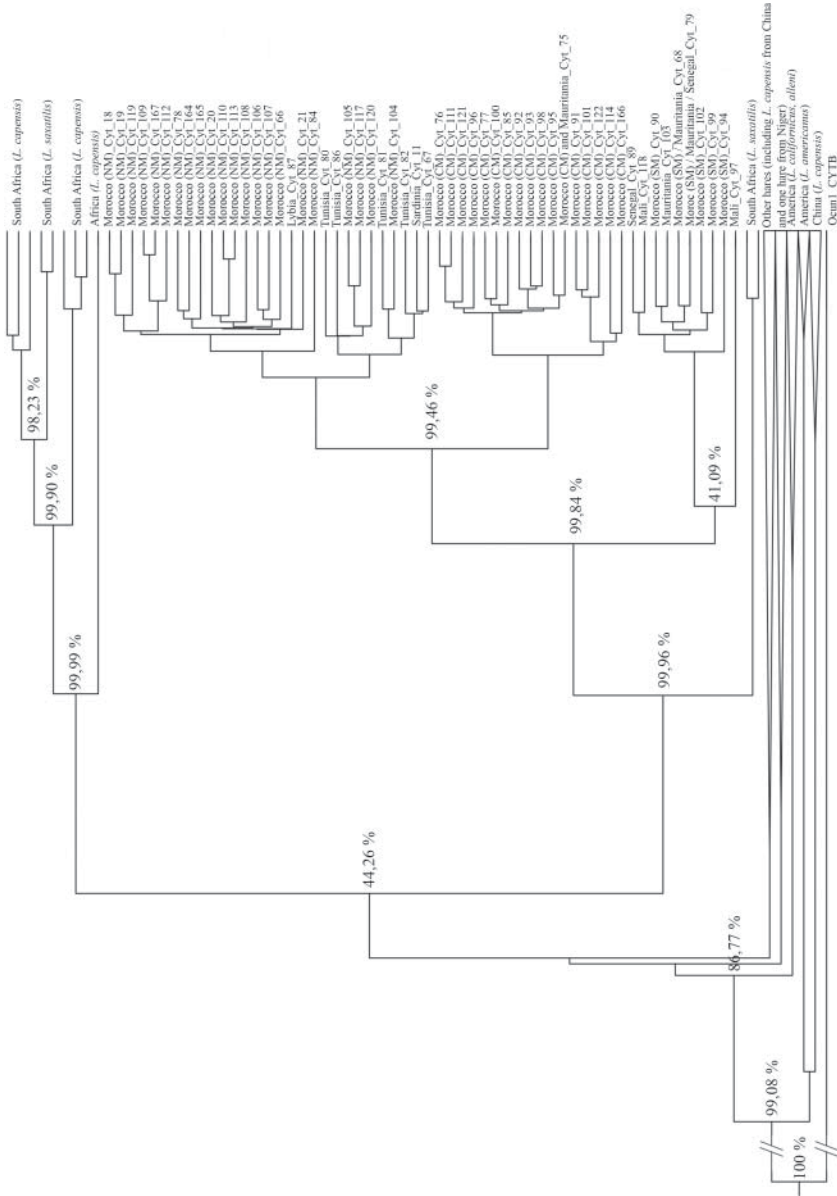 South Africa (L. capensis)
South Africa (L. saxatilis)
South Africa (L. capensis)
Africa (L. capensis)
Morocco (NM)_Cyt_18
Morocco (NM)_Cyt_19
Morocco (NM)_Cyt_119
Morocco (NM)_Cyt_109
Morocco (NM)_Cyt_167
Morocco (NM)_Cyt_112
Morocco (NM)_Cyt_78
Morocco (NM)_Cyt_164
Morocco (NM)_Cyt_165
Morocco (NM)_Cyt_20
Morocco (NM)_Cyt_110
Morocco (NM)_Cyt_113
Morocco (NM)_Cyt_108
Morocco (NM)_Cyt_106
Morocco (NM)_Cyt_107
Morocco (NM)_Cyt_66
Lybia_Cyt_87
Morocco (NM)_Cyt_21
Morocco (NM)_Cyt_84
Tunisia_Cyt_80
Tunisia_Cyt_86
Morocco (NM)_Cyt_105
Morocco (NM)_Cyt_117
Morocco (NM)_Cyt_120
Tunisia_Cyt_81
Morocco (NM)_Cyt_104
Tunisia_Cyt_82
Sardinia_Cyt_11
Tunisia_Cyt_67
Morocco (CM)_Cyt_76
Morocco (CM)_Cyt_111
Morocco (CM)_Cyt_121
Morocco (CM)_Cyt_96
Morocco (CM)_Cyt_77
Morocco (CM)_Cyt_100
Morocco (CM)_Cyt_85
Morocco (CM)_Cyt_92
Morocco (CM)_Cyt_93
Morocco (CM)_Cyt_98
Morocco (CM)_Cyt_95
Morocco (CM) and Mauritania_Cyt_75
Morocco (CM)_Cyt_91
Morocco (CM)_Cyt_101
Morocco (CM)_Cyt_122
Morocco (CM)_Cyt_114
Morocco (CM)_Cyt_166
Senegal_Cyt_89
Mali_Cyt_118
Morocco (SM)_Cyt_90
Mauritania_Cyt_103
Morocco (SM) / Mauritania_Cyt_68
Moroc (SM) / Mauritania / Senegal_Cyt_79
Morocco (SM)_Cyt_102
Morocco (SM)_Cyt_99
Morocco (SM)_Cyt_94
Mali_Cyt_97
South Africa (L. saxatilis)
Other hares (including L. capensis from China
and one hare from Niger)
America (L. californicus, alleni)
America (L. americanus)
China (L. capensis)
Ocun1_CYTB
98,23 %
99,90 %
99,99 %
99,46 %
99,84 %
41,09 %
99,96 %
44,26 %
86,77 %
99,08 %
100 %